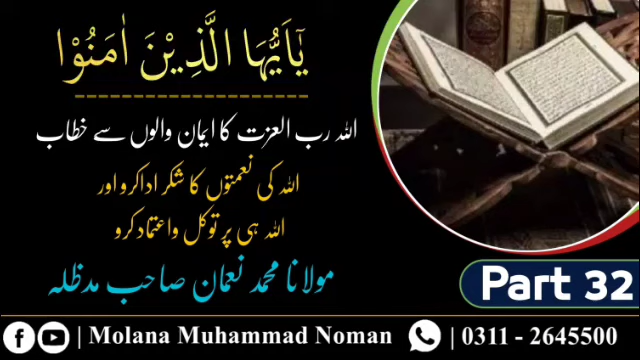 يٰۤاَيُّهَا الَّذِيْنَ اٰمَنُوْا
اللہ رب العزت کا ایمان والوں سے خطاب
اللہ کی نعمتوں کا شکر ادا کرو اور
اللہ ہی پر توکل و اعتماد کرو
مولانا محمد نعمان صاحب مدظلہ
Part 32
| Molana Muhammad Noman | 0311 - 2645500